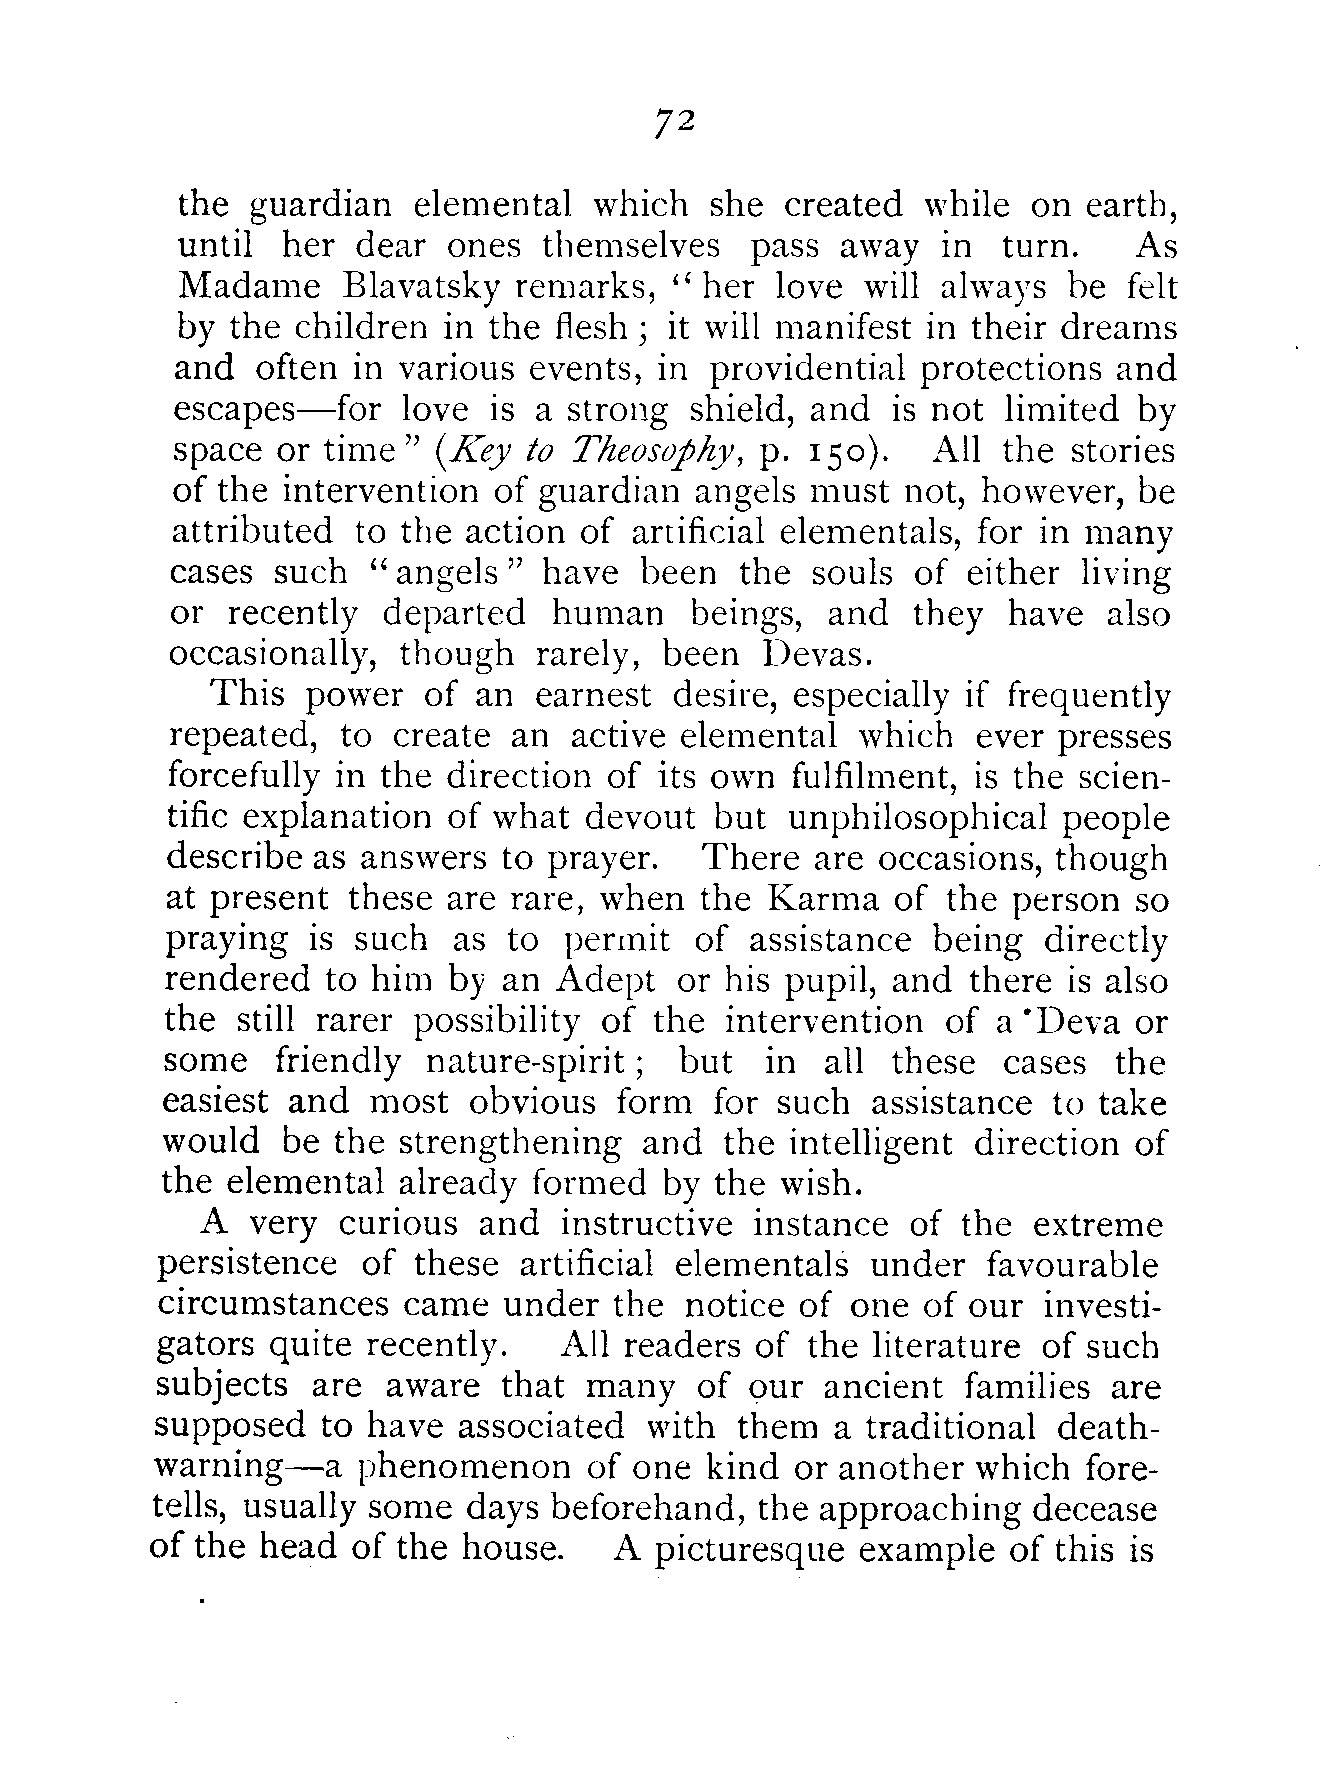 72
the guardian elemental which she created while on earth,
until her dear ones themselves pass away in turn. As
Madame Blavatsky remarks, “ her love will always be felt
by the children in the flesh ; it will manifest in their dreams
and often in various events, in providential protections and
escapes—for love is a strong shield, and is not limited by
space or time ” (Key to Theosophy, p. 150). All the stories
of the intervention of guardian angels must not, however, be
attributed to the action of artificial elementals, for in many
cases such “ angels ” have been the souls of either living
or recently departed human beings, and they have also
occasionally, though rarely, been Devas.
This power of an earnest desire, especially if frequently
repeated, to create an active elemental which ever presses
forcefully in the direction of its own fulfilment, is the scien-
tific explanation of what devout but unphilosophical people
describe as answers to prayer. There are occasions, though
at present these are rare, when the Karma of the person so
praying is such as to permit of assistance being directly
rendered to him by an Adept or his pupil, and there is also
the still rarer possibility of the intervention of a Deva or
some friendly nature-spirit ; but in all these cases the
easiest and most obvious form for such assistance to take
would be the strengthening and the intelligent direction of
the elemental already formed by the wish.
A very curious and instructive instance of the extreme
persistence of these artificial elementals under favourable
circumstances came under the notice of one of our investi-
gators quite recently. All readers of the literature of such
subjects are aware that many of our ancient families are
supposed to have associated with them a traditional death-
warning—a phenomenon of one kind or another which fore-
tells, usually some days beforehand, the approaching decease
of the head of the house. A picturesque example of this is